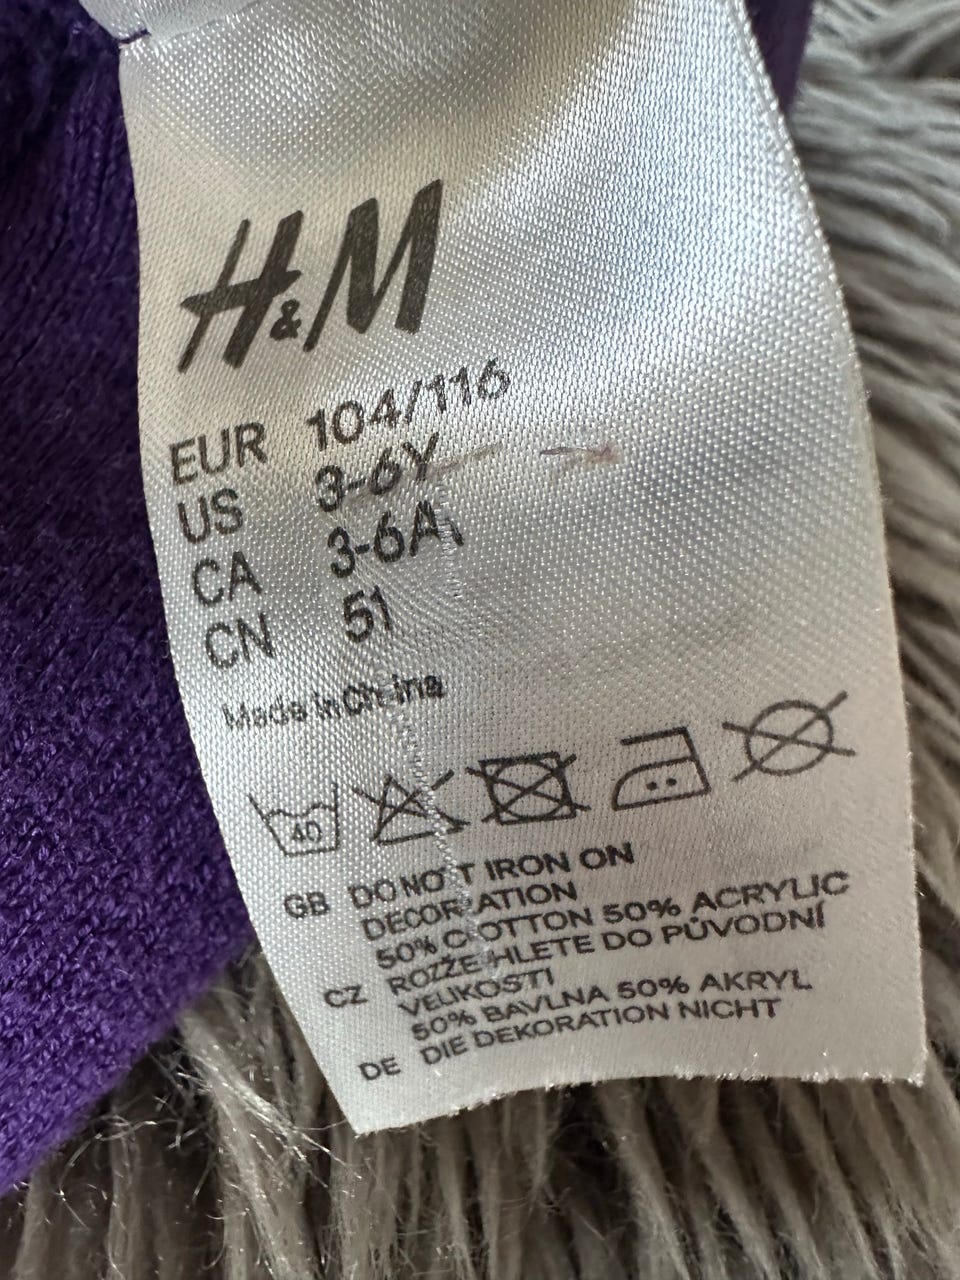 H&M
EUR 104/116
US 3-6Y
CA 3-6A
CN 51
Made in China
40
GB DO NOT IRON ON
DECORATION
50% COTTON 50% ACRYLIC
CZ ROZŽEHLETE DO PŮVODNÍ
VELIKOSTI
50% BAVLNA 50% AKRYL
DE DIE DEKORATION NICHT